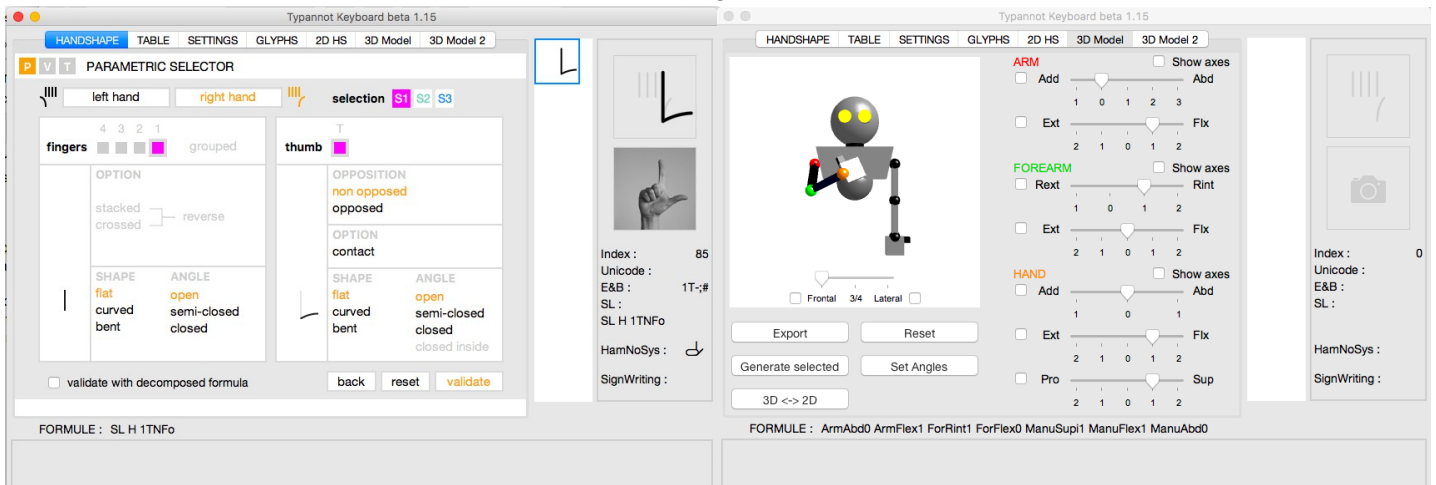 Typannot Keyboard beta 1.15
HANDSHAPE TABLE SETTINGS GLYPHS 2D HS 3D Model 3D Model 2
P V T PARAMETRIC SELECTOR
left hand right hand selection S1 S2 S3
4 3 2 1
fingers grouped
T
thumb
OPTION
stacked
crossed
reverse
OPPOSITION
non opposed
opposed
OPTION
contact
SHAPE ANGLE
flat open
curved semi-closed
bent closed
SHAPE ANGLE
flat open
curved semi-closed
bent closed
closed inside
validate with decomposed formula back reset validate
Index : 85
Unicode :
E&B : 1T-;#
SL :
SL H 1TNFo
HamNoSys :
SignWriting :
FORMULE : SL H 1TNFo
Typannot Keyboard beta 1.15
HANDSHAPE TABLE SETTINGS GLYPHS 2D HS 3D Model 3D Model 2
Frontal 3/4 Lateral
Export Reset
Generate selected Set Angles
3D <-> 2D
ARM Show axes
Add Abd
1 0 1 2 3
Ext Flx
2 1 0 1 2
FOREARM Show axes
Rext Rint
1 0 1 2
Ext Flx
2 1 0 1 2
HAND Show axes
Add Abd
1 0 1
Ext Flx
2 1 0 1 2
Pro Sup
2 1 0 1 2
Index : 0
Unicode :
E&B :
SL :
HamNoSys :
SignWriting :
FORMULE : ArmAbd0 ArmFlex1 ForRint1 ForFlex0 ManuSupi1 ManuFlex1 ManuAbd0